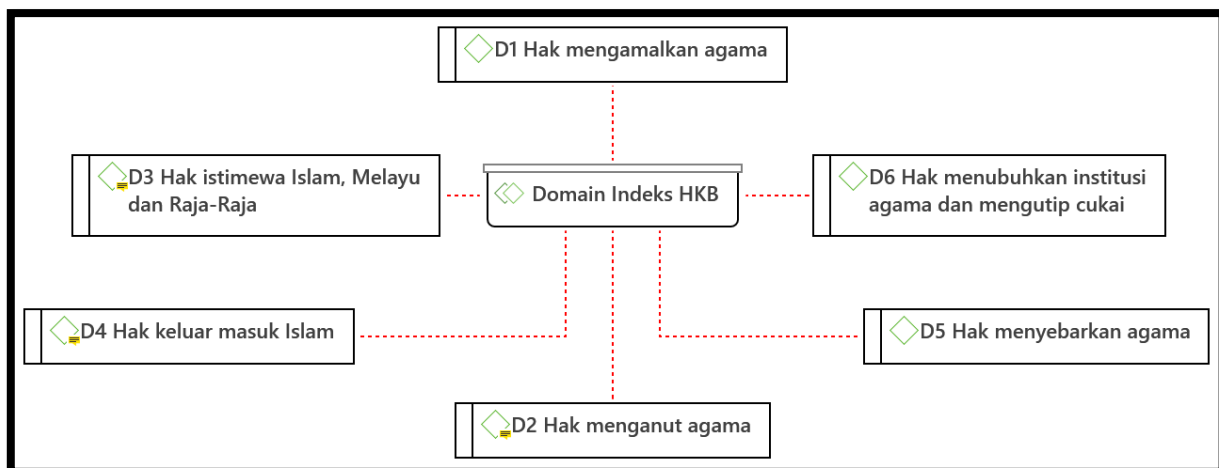 D1 Hak mengamalkan agama
D3 Hak istimewa Islam, Melayu
dan Raja-Raja
Domain Indeks HKB
D6 Hak menubuhkan institusi
agama dan mengutip cukai
D4 Hak keluar masuk Islam
D5 Hak menyebarkan agama
D2 Hak menganut agama